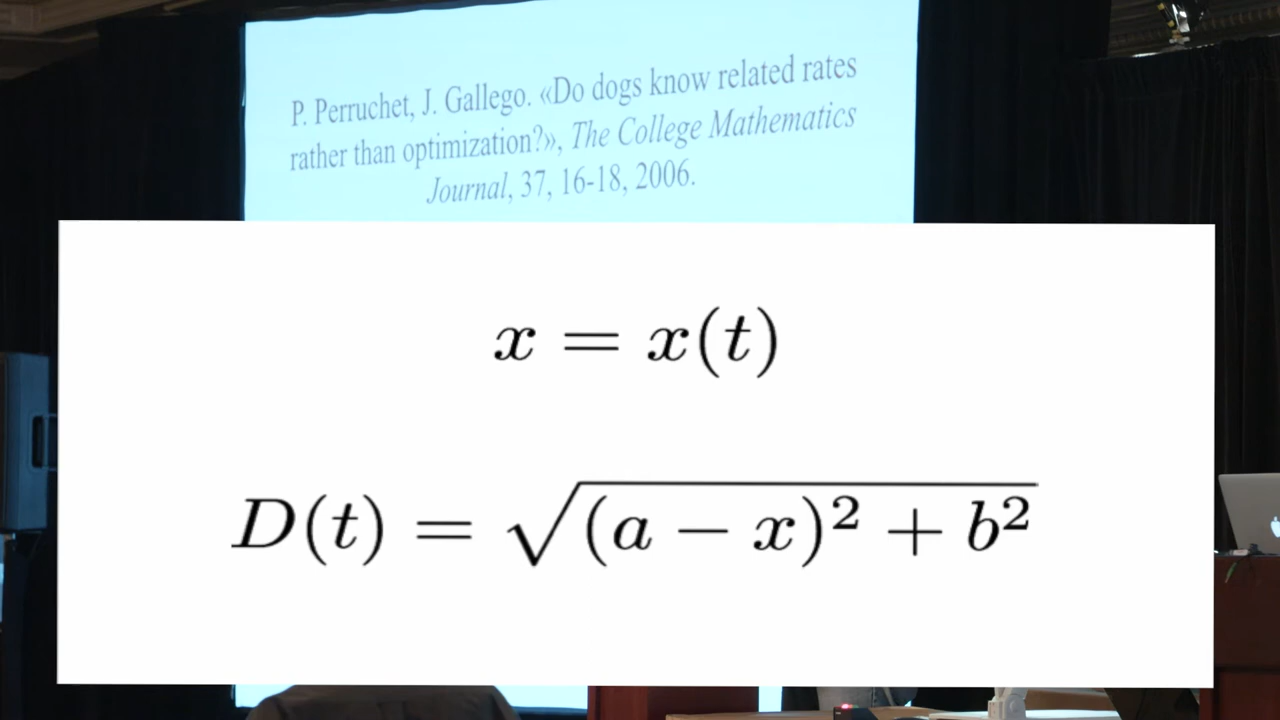 P. Perruchet, J. Gallego. «Do dogs know related rates
rather than optimization?», The College Mathematics
Journal, 37, 16-18, 2006.
x = x(t)
D(t) = √(a − x)² + b²